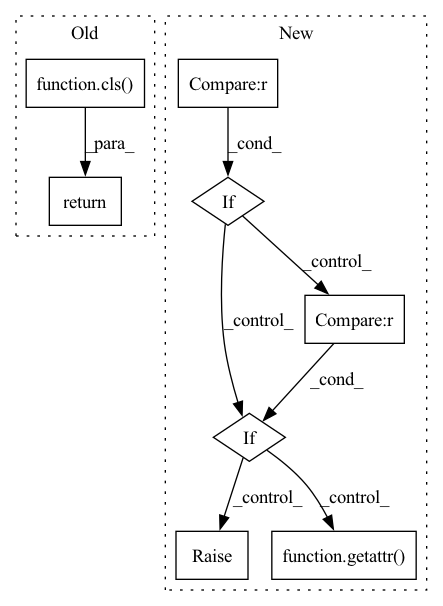 Old
New
function.cls()
Compare:r
_para_
_cond_
return
If
_control_
Compare:r
_control_
_cond_
If
_control_
_control_
Raise
function.getattr()